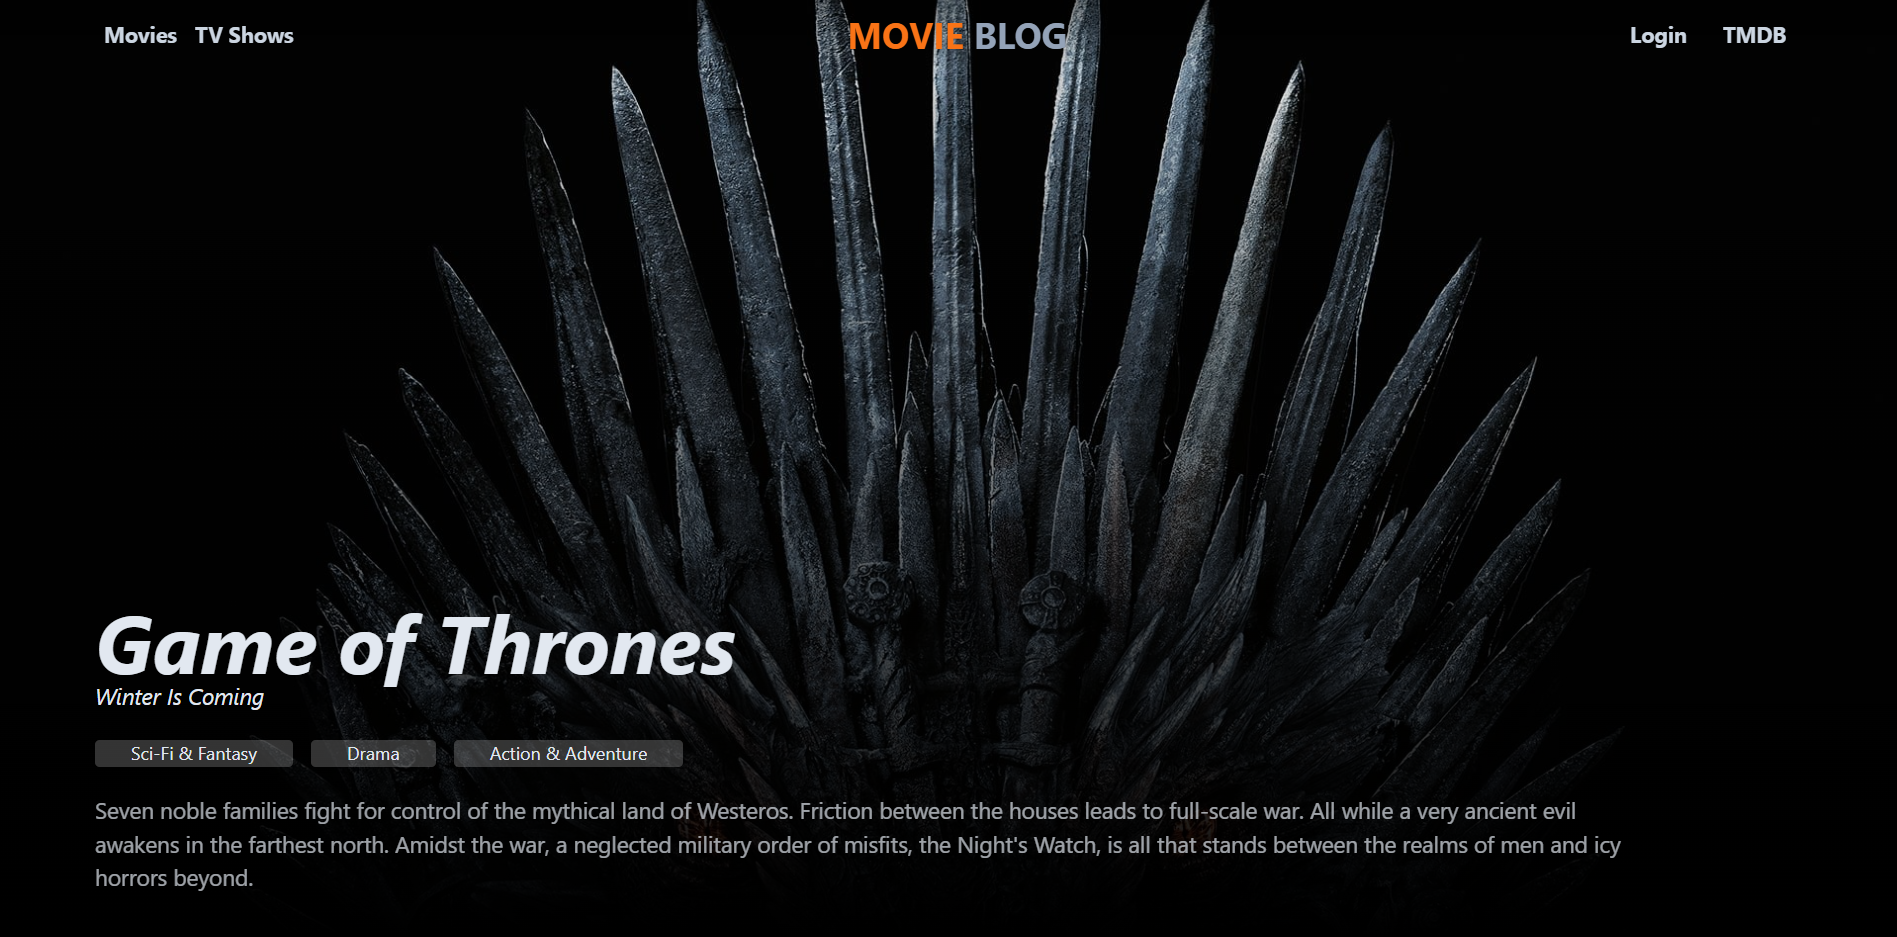 Movies TV Shows MOVIE BLOG Login TMDB
Game of Thrones
Winter Is Coming
Sci-Fi & Fantasy Drama Action & Adventure
Seven noble families fight for control of the mythical land of Westeros. Friction between the houses leads to full-scale war. All while a very ancient evil
awakens in the farthest north. Amidst the war, a neglected military order of misfits, the Night's Watch, is all that stands between the realms of men and icy
horrors beyond.